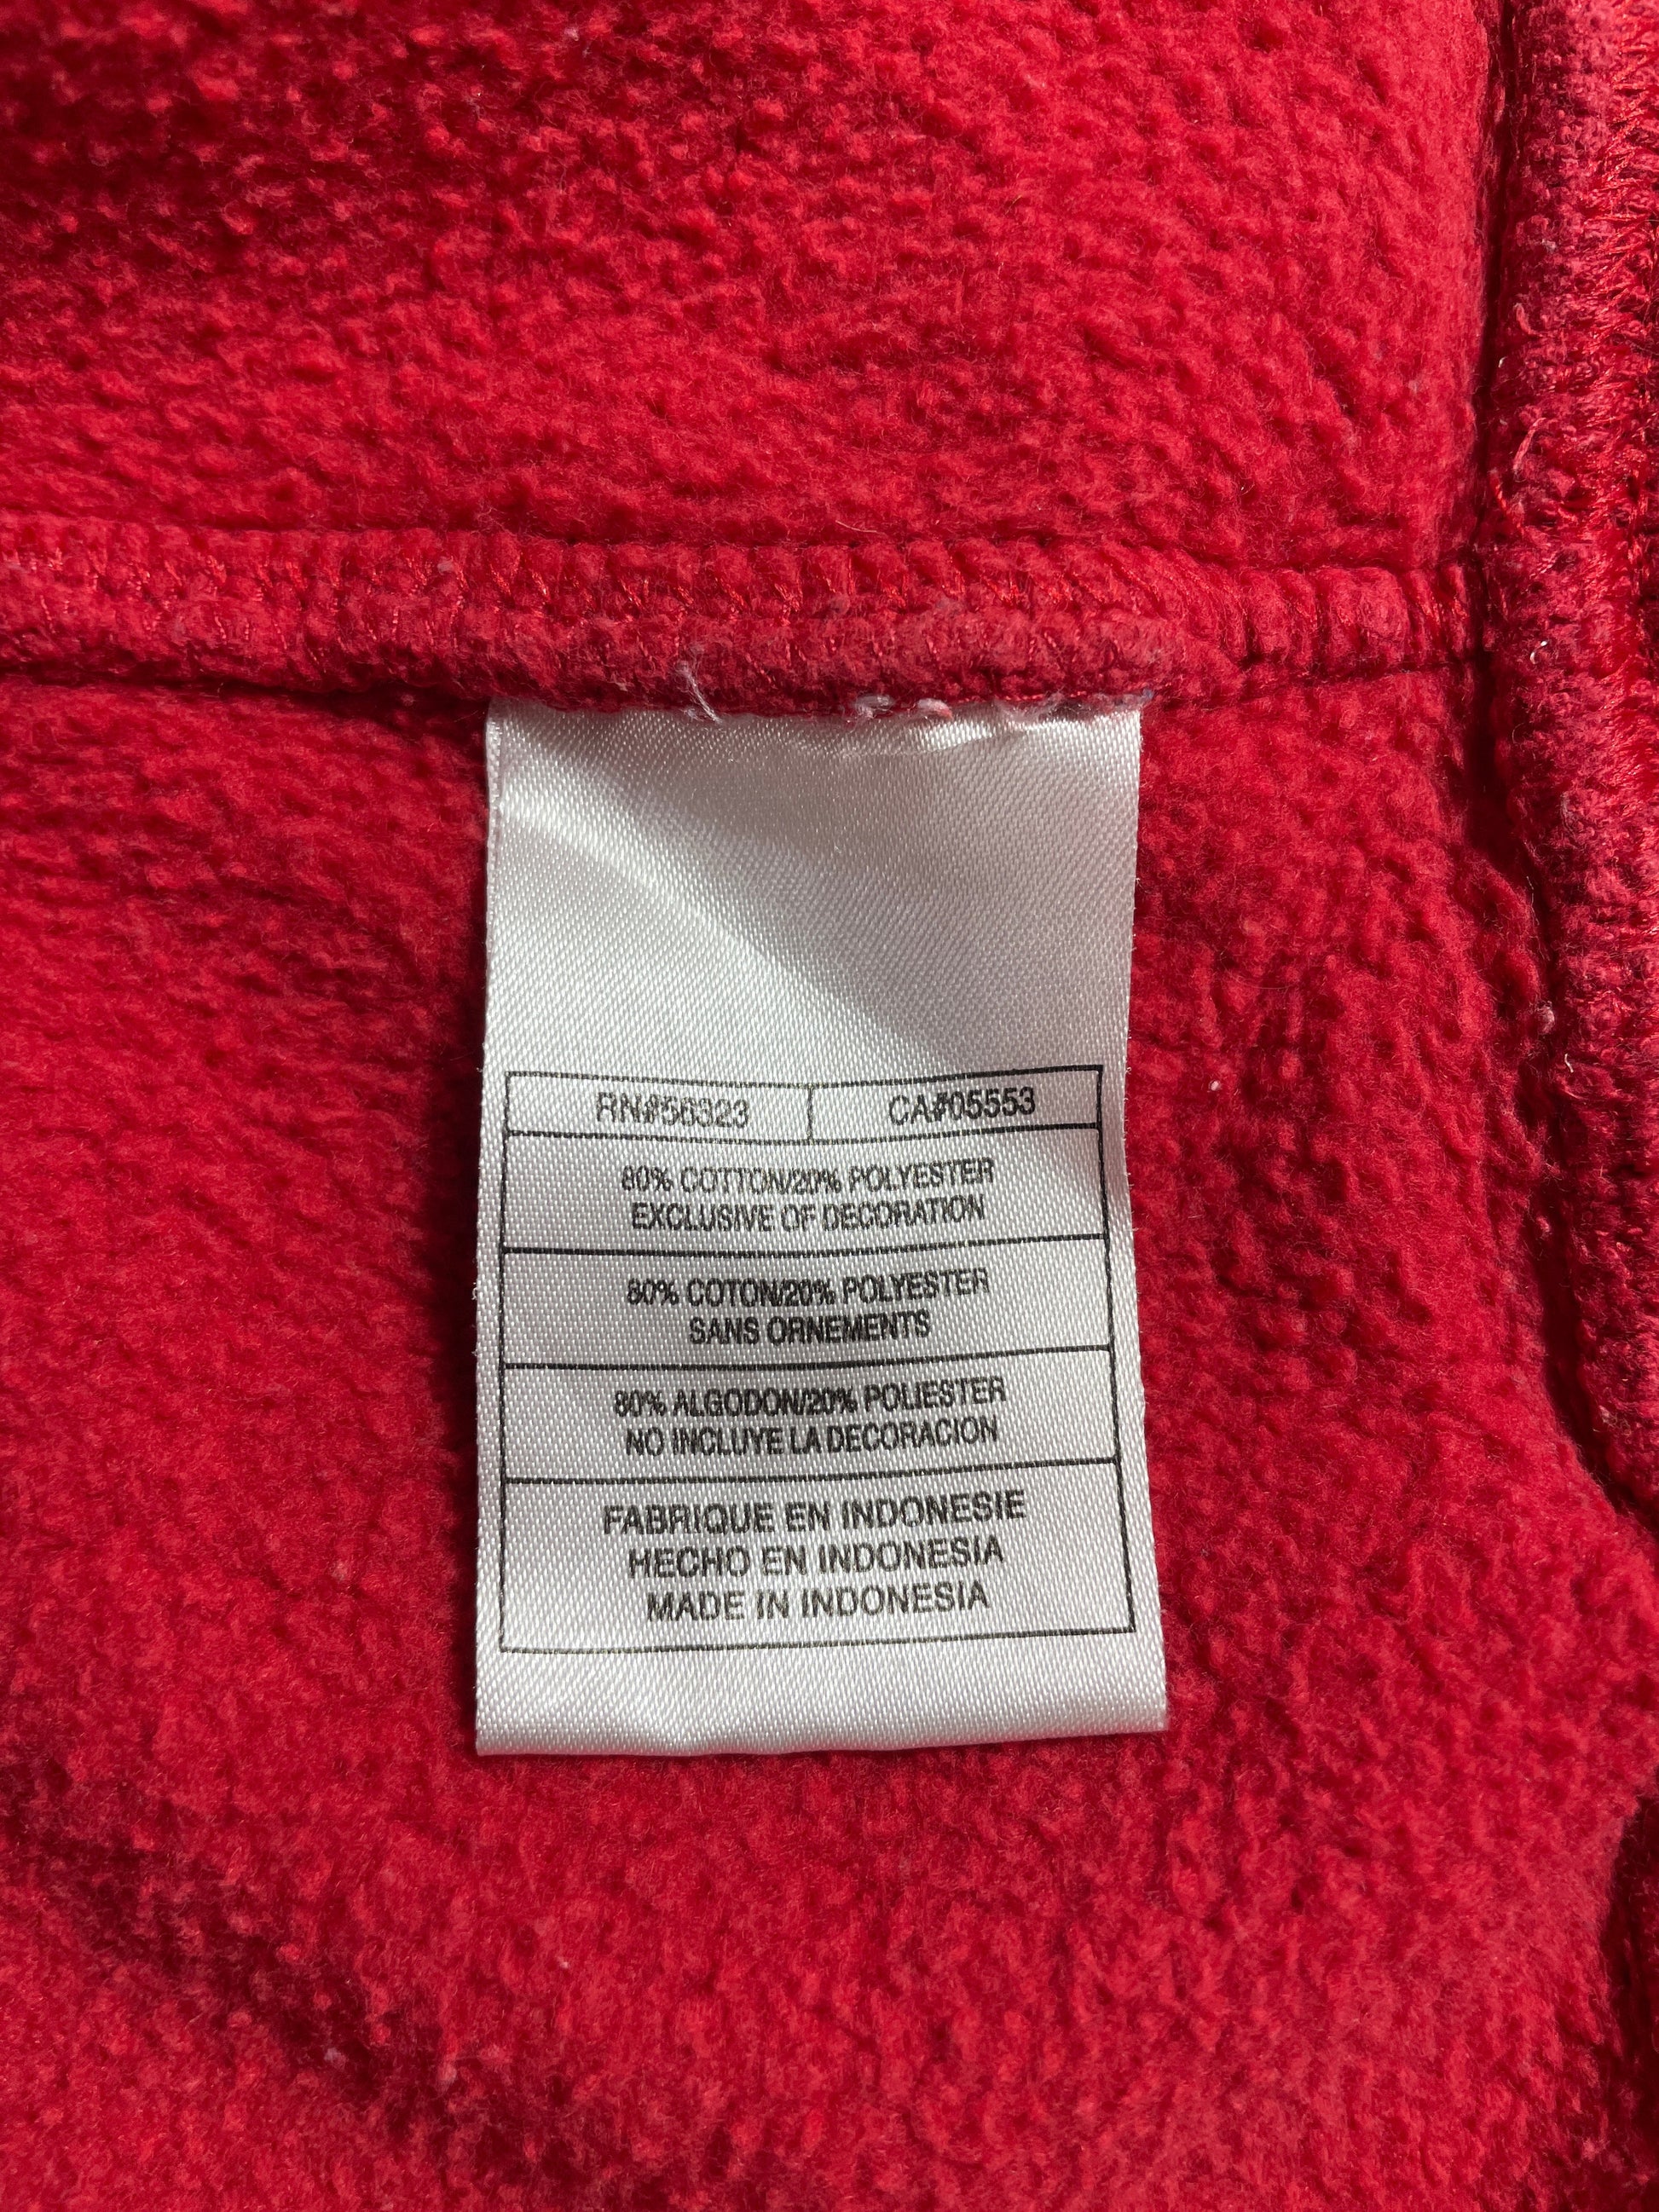 RN#56323 CA#05553
80% COTTON/20% POLYESTER
EXCLUSIVE OF DECORATION
80% COTON/20% POLYESTER
SANS ORNEMENTS
80% ALGODON/20% POLIESTER
NO INCLUYE LA DECORACION
FABRIQUE EN INDONESIE
HECHO EN INDONESIA
MADE IN INDONESIA